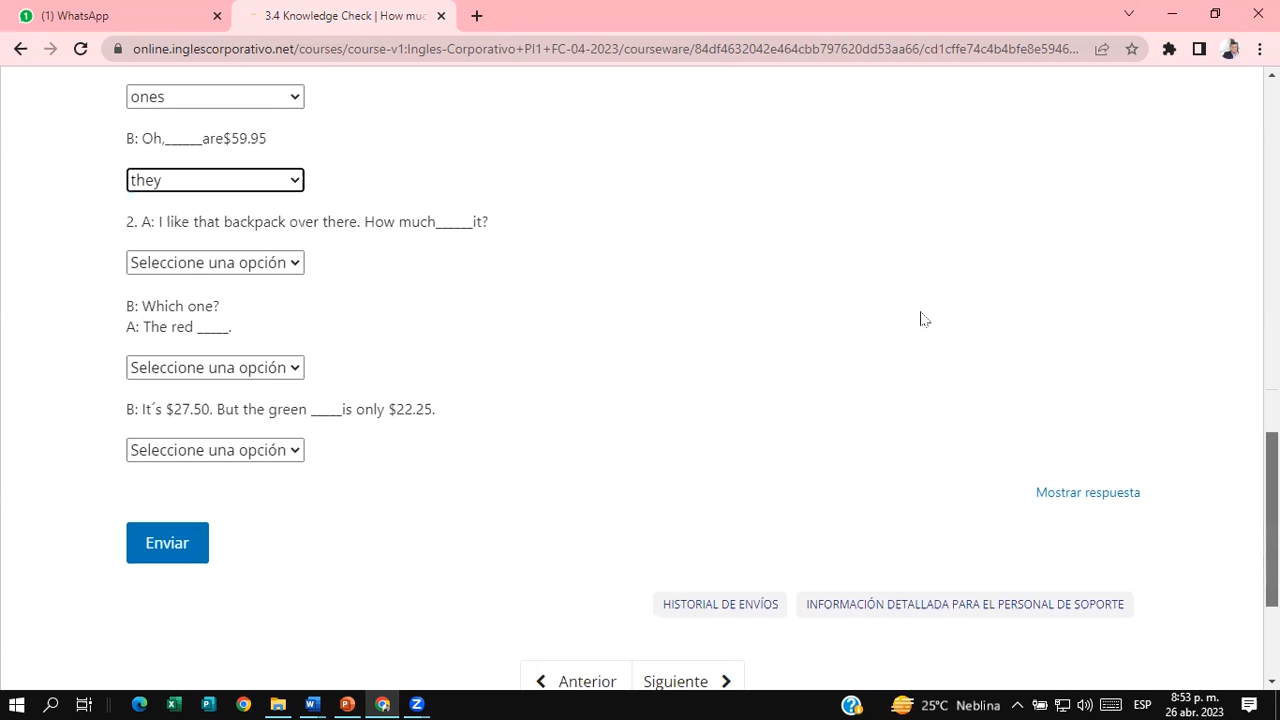 1 (1) WhatsApp
3.4 Knowledge Check | How muc
online.inglescorporativo.net/courses/course-v1:Ingles-Corporativo+PI1+FC-04-2023/courseware/84df4632042e464cbb797620dd53aa66/cd1cffe74c4b4bfe8e5946...
ones
B: Oh,______are$59.95
they
2. A: I like that backpack over there. How much______it?
Seleccione una opción
B: Which one?
A: The red _____.
Seleccione una opción
B: It´s $27.50. But the green _____is only $22.25.
Seleccione una opción
Mostrar respuesta
Enviar
HISTORIAL DE ENVÍOS
INFORMACIÓN DETALLADA PARA EL PERSONAL DE SOPORTE
Anterior
Siguiente
25°C Neblina
ESP
8:53 p. m.
26 abr. 2023